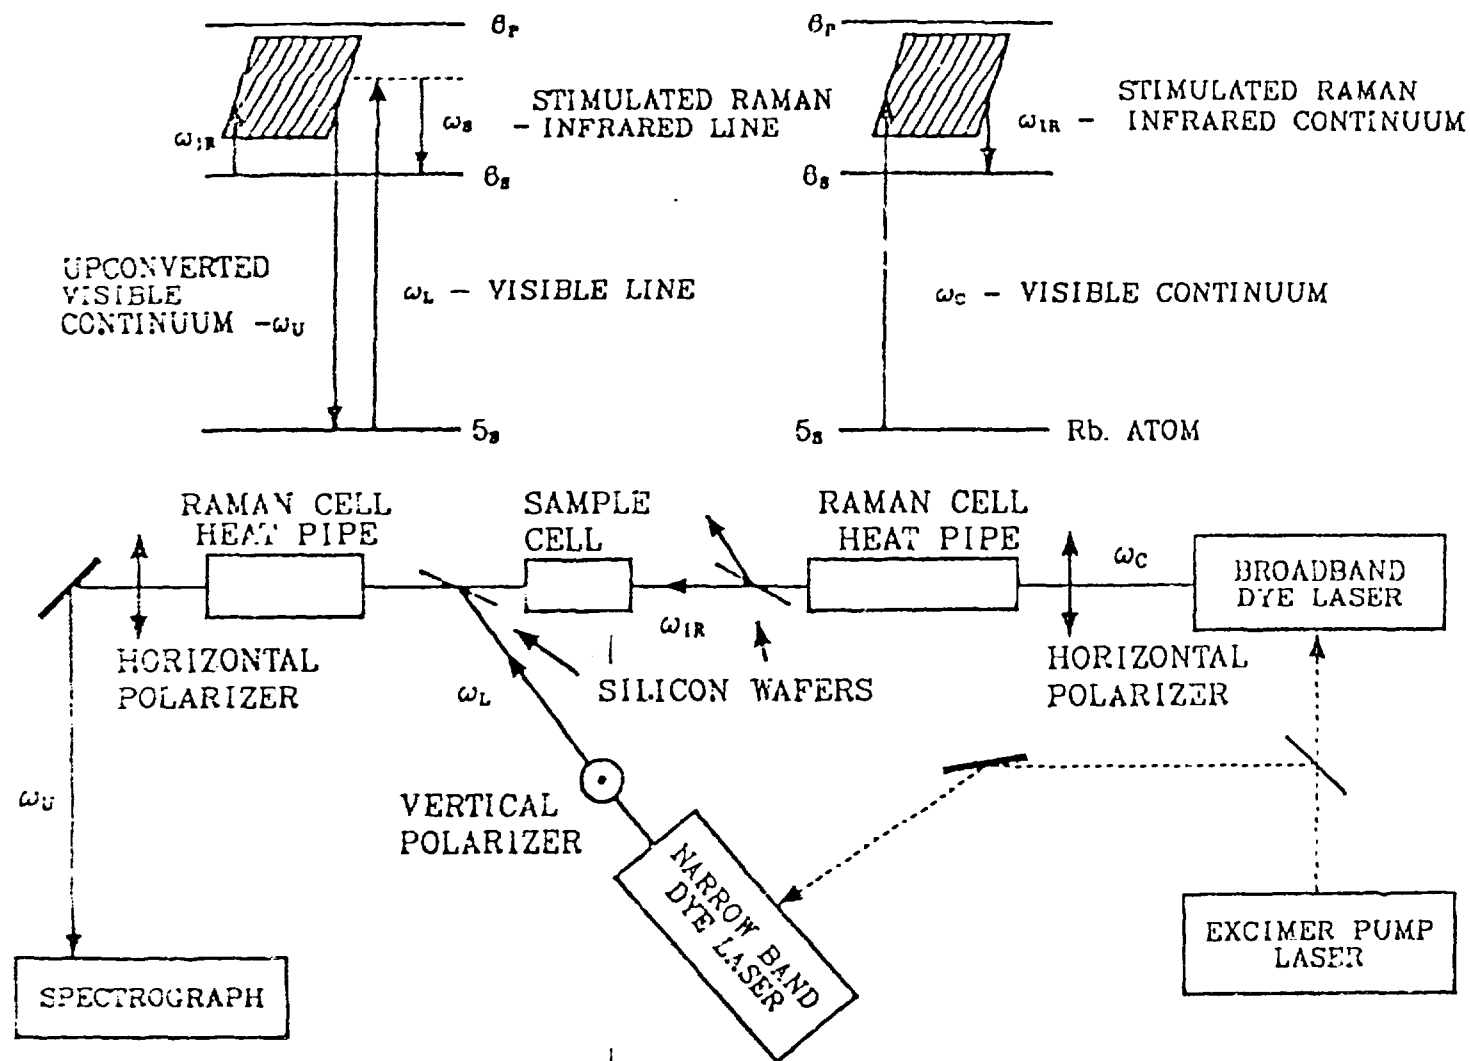 6p
ωIR
ωS
STIMULATED RAMAN
- INFRARED LINE
6s
UPCONVERTED
VISIBLE
CONTINUUM -ωU
ωL - VISIBLE LINE
5s
6p
ωIR -
STIMULATED RAMAN
INFRARED CONTINUUM
6s
ωC - VISIBLE CONTINUUM
5s
Rb. ATOM
RAMAN CELL
HEAT PIPE
SAMPLE
CELL
RAMAN CELL
HEAT PIPE
ωC
BROADBAND
DYE LASER
ωIR
HORIZONTAL
POLARIZER
ωL
SILICON WAFERS
HORIZONTAL
POLARIZER
ωU
VERTICAL
POLARIZER
NARROW BAND
DYE LASER
EXCIMER PUMP
LASER
SPECTROGRAPH